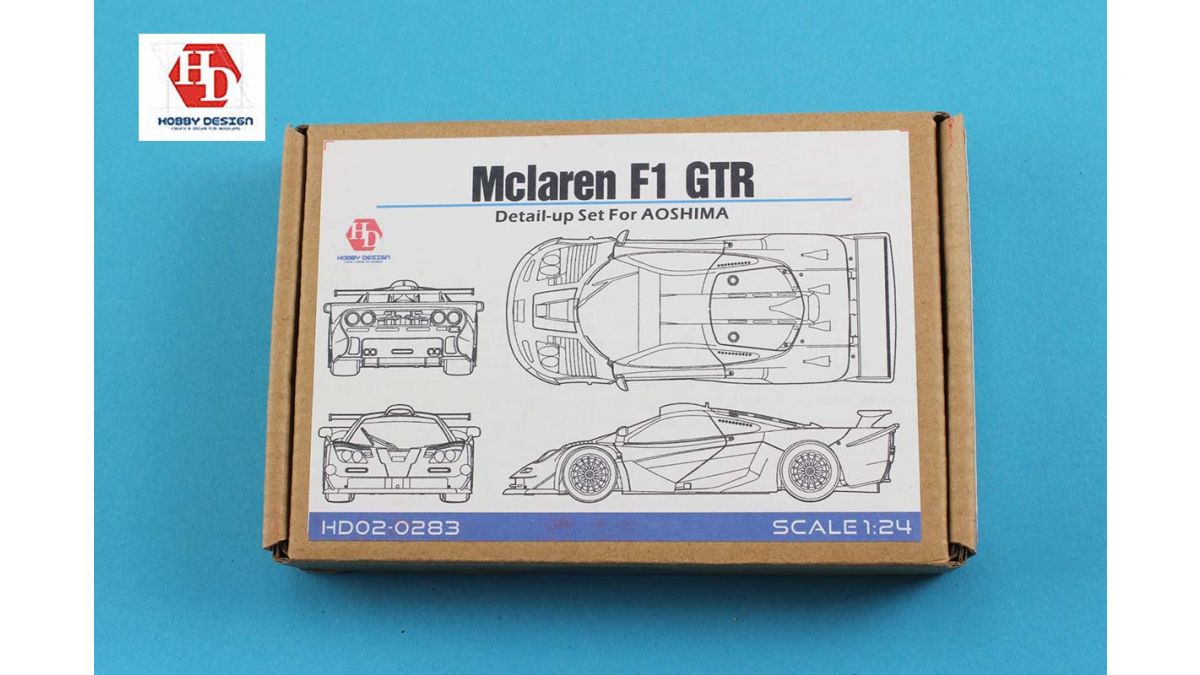 HD
HOBBY DESIGN
Mclaren F1 GTR
Detail-up Set For AOSHIMA
HD
HOBBY DESIGN
HD02-0283
SCALE 1:24